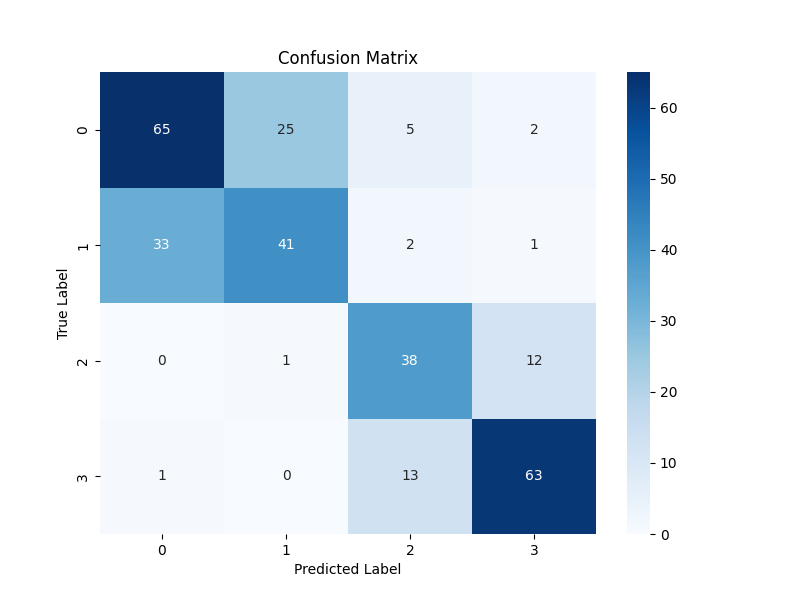 Confusion Matrix
True Label
0 65 25 5 2
1 33 41 2 1
2 0 1 38 12
3 1 0 13 63
0 1 2 3
Predicted Label
60
50
40
30
20
10
0